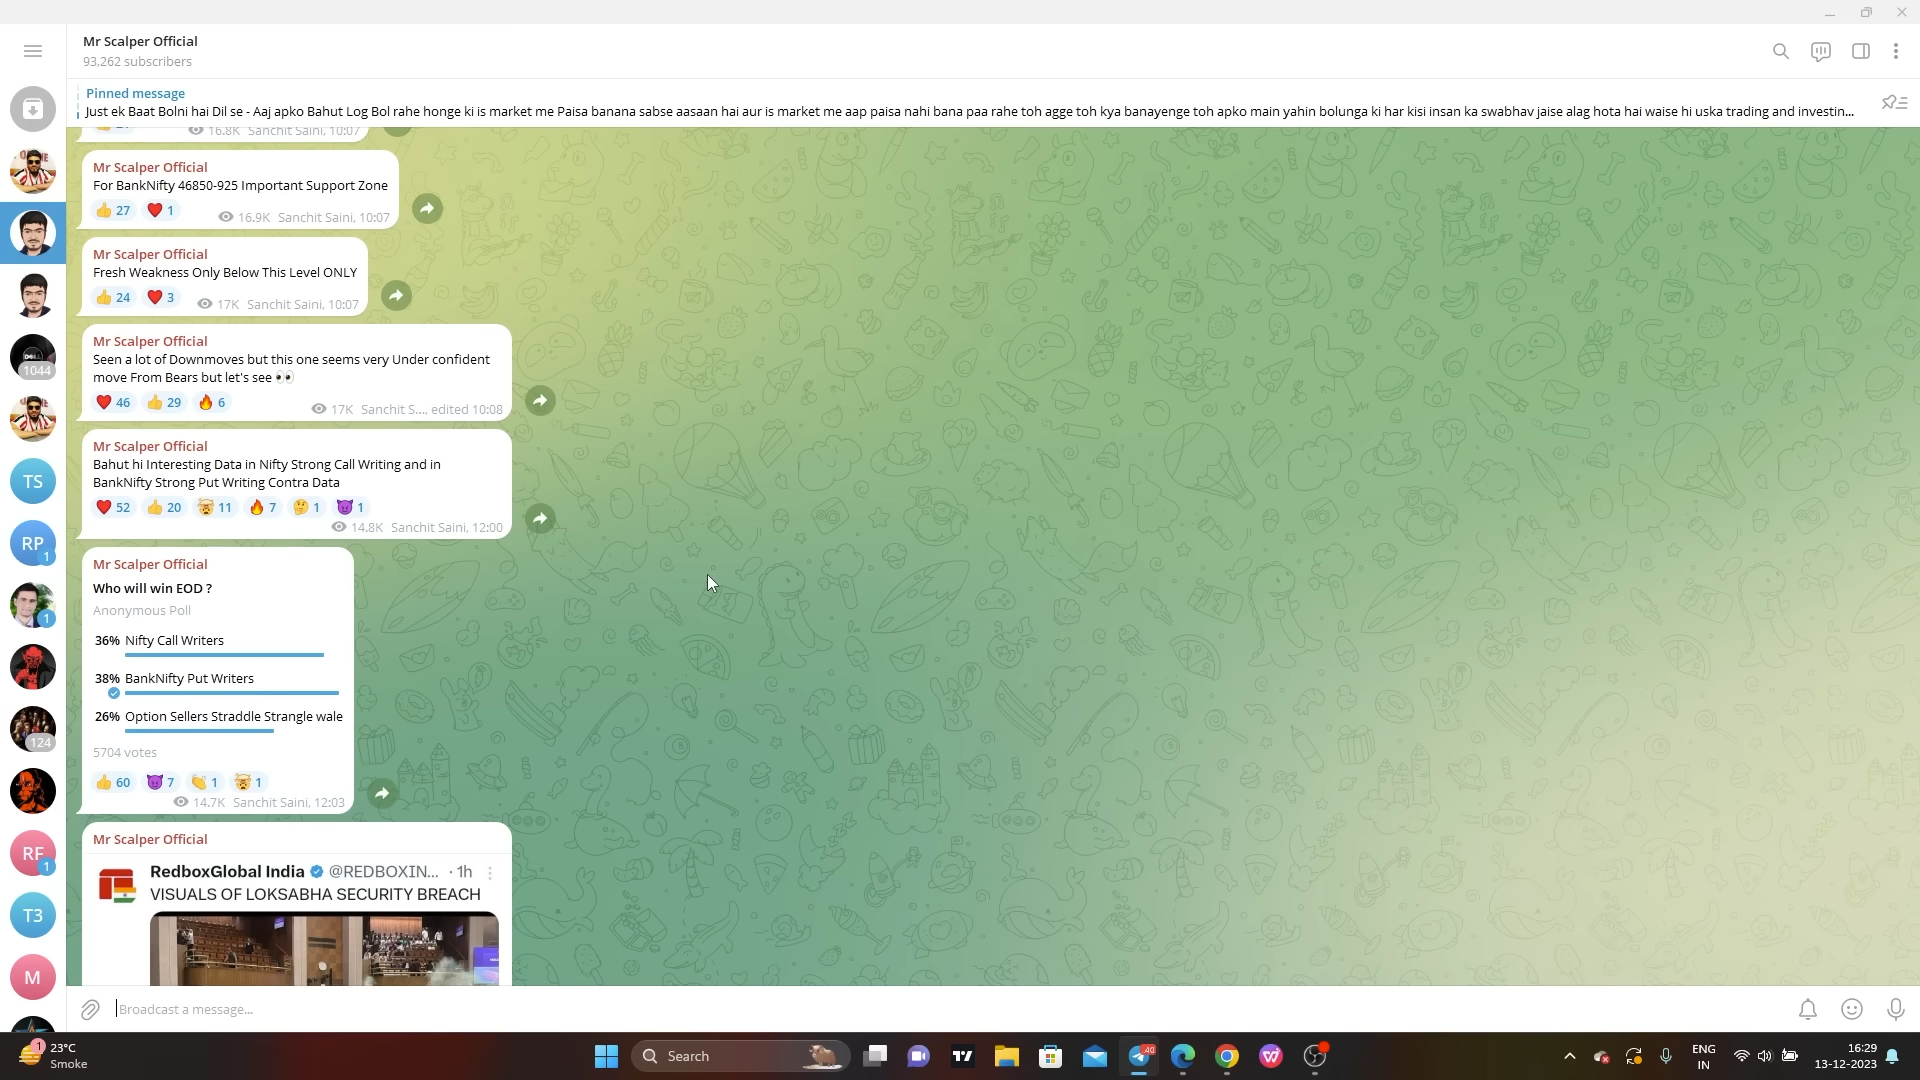 Mr Scalper Official
93,262 subscribers
Pinned message
Just ek Baat Bolni hai Dil se - Aaj apko Bahut Log Bol rahe honge ki is market me Paisa banana sabse aasaan hai aur is market me aap paisa nahi bana paa rahe toh agge toh kya banayenge toh apko main yahin bolunga ki har kisi insan ka swabhav jaise alag hota hai waise hi uska trading and investin...
16.8K Sanchit Saini, 10:07
Mr Scalper Official
For BankNifty 46850-925 Important Support Zone
27 1 16.9K Sanchit Saini, 10:07
Mr Scalper Official
Fresh Weakness Only Below This Level ONLY
24 3 17K Sanchit Saini, 10:07
Mr Scalper Official
Seen a lot of Downmoves but this one seems very Under confident
move From Bears but let's see 👀
46 29 6 17K Sanchit S..., edited 10:08
Mr Scalper Official
Bahut hi Interesting Data in Nifty Strong Call Writing and in
BankNifty Strong Put Writing Contra Data
52 20 11 7 1 1
14.8K Sanchit Saini, 12:00
Mr Scalper Official
Who will win EOD ?
Anonymous Poll
36% Nifty Call Writers
38% BankNifty Put Writers
26% Option Sellers Straddle Strangle wale
5704 votes
60 7 1 1
14.7K Sanchit Saini, 12:03
Mr Scalper Official
RedboxGlobal India @REDBOXIN... · 1h
VISUALS OF LOKSABHA SECURITY BREACH
Broadcast a message...
DELL
1044
TS
RP
1
1
124
RF
1
T3
M
1
23°C
Smoke
Search
ENG
IN
16:29
13-12-2023